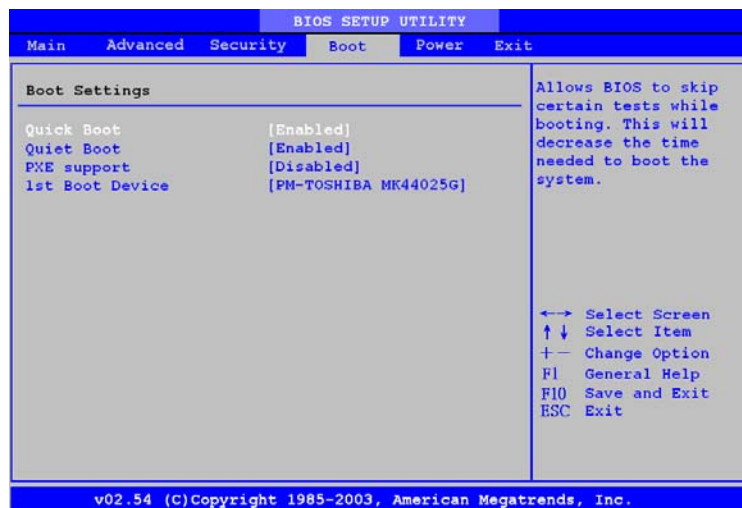 BIOS SETUP UTILITY
Main Advanced Security Boot Power Exit
Boot Settings
Quick Boot [Enabled]
Quiet Boot [Enabled]
PXE support [Disabled]
1st Boot Device [PM-TOSHIBA MK44025G]
Allows BIOS to skip
certain tests while
booting. This will
decrease the time
needed to boot the
system.
←→ Select Screen
↑↓ Select Item
+− Change Option
F1 General Help
F10 Save and Exit
ESC Exit
v02.54 (C)Copyright 1985-2003, American Megatrends, Inc.